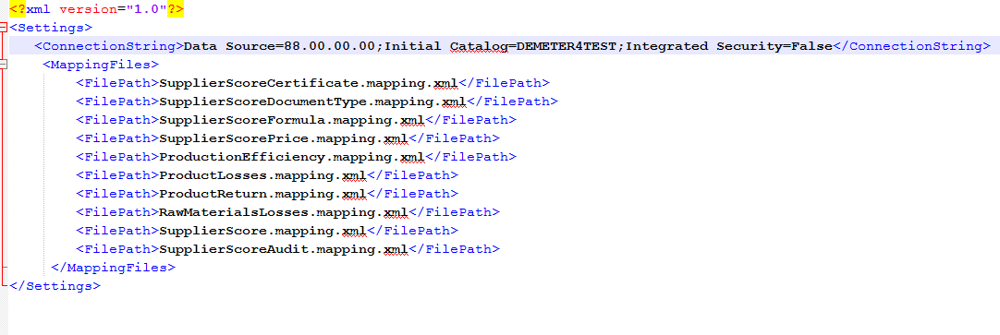 <?xml version="1.0"?>
<Settings>
<ConnectionString>Data Source=88.00.00.00;Initial Catalog=DEMETER4TEST;Integrated Security=False</ConnectionString>
<MappingFiles>
<FilePath>SupplierScoreCertificate.mapping.xml</FilePath>
<FilePath>SupplierScoreDocumentType.mapping.xml</FilePath>
<FilePath>SupplierScoreFormula.mapping.xml</FilePath>
<FilePath>SupplierScorePrice.mapping.xml</FilePath>
<FilePath>ProductionEfficiency.mapping.xml</FilePath>
<FilePath>ProductLosses.mapping.xml</FilePath>
<FilePath>ProductReturn.mapping.xml</FilePath>
<FilePath>RawMaterialsLosses.mapping.xml</FilePath>
<FilePath>SupplierScore.mapping.xml</FilePath>
<FilePath>SupplierScoreAudit.mapping.xml</FilePath>
</MappingFiles>
</Settings>